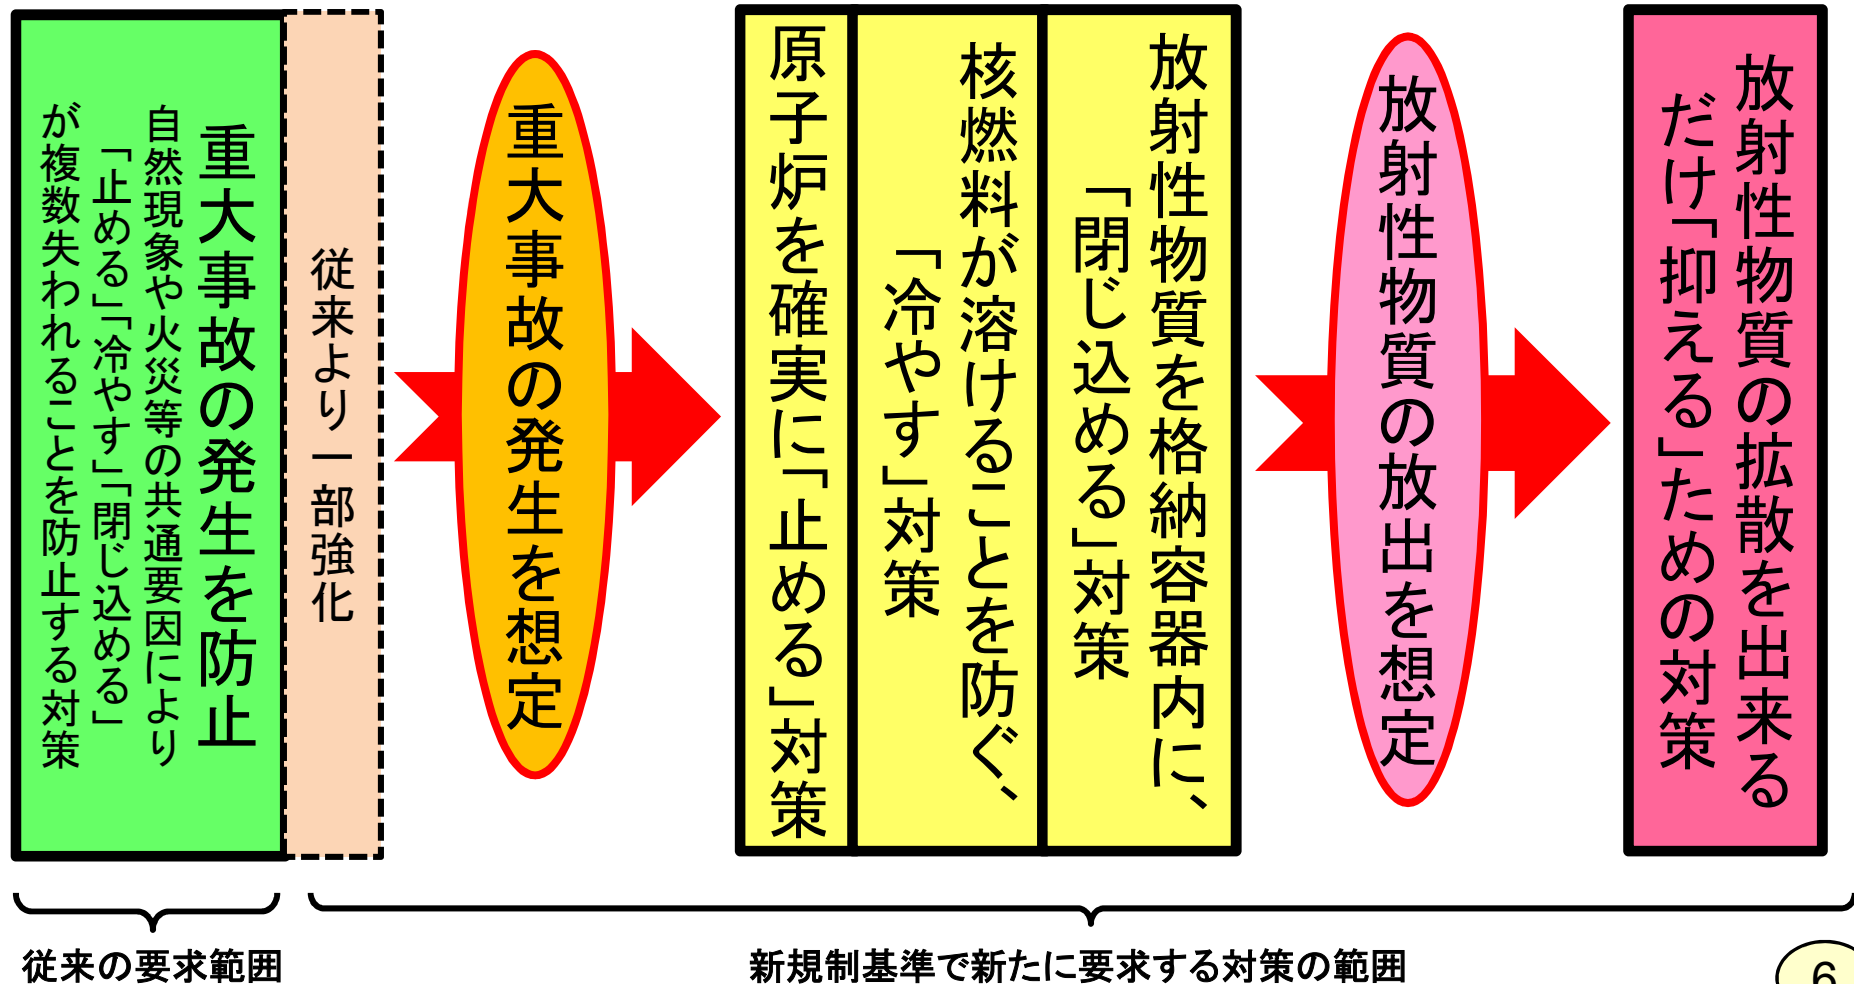 重大事故の発生を防止
自然現象や火災等の共通要因により
「止める」「冷やす」「閉じ込める」
が複数失われることを防止する対策
従来より一部強化
重大事故の発生を想定
原子炉を確実に「止める」対策
核燃料が溶けることを防ぐ、
「冷やす」対策
放射性物質を格納容器内に、
「閉じ込める」対策
放射性物質の放出を想定
放射性物質の拡散を出来る
だけ「抑える」ための対策
従来の要求範囲
新規制基準で新たに要求する対策の範囲
6